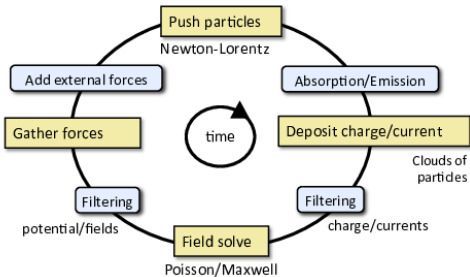 Push particles
Newton-Lorentz
Add external forces
Absorption/Emission
Gather forces
time
Deposit charge/current
Clouds of
particles
Filtering
Filtering
potential/fields
charge/currents
Field solve
Poisson/Maxwell